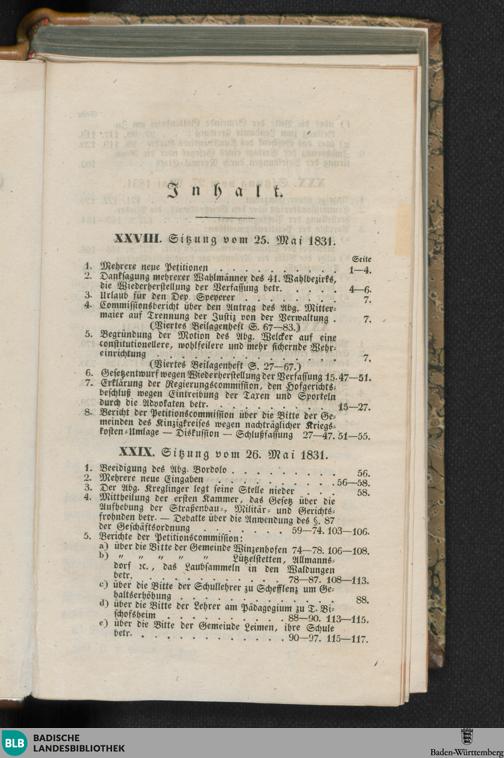 Inhalt.
XXVIII. Sitzung vom 25. Mai 1831.
Seite
1. Mehrere neue Petitionen . . . . . . . . . 1—4.
2. Danksagung mehrerer Wahlmänner des 41. Wahlbezirks,
die Wiederherstellung der Verfassung betr. . . . . . 4—6.
3. Urlaub für den Dep. Speyerer . . . . . . . 7.
4. Commissionsbericht über den Antrag des Abg. Mitter-
maier auf Trennung der Justiz von der Verwaltung . 7.
(Viertes Beilagenheft S. 67—83.)
5. Begründung der Motion des Abg. Welcker auf eine
constitutionellere, wohlfeilere und mehr sichernde Wehr-
einrichtung . . . . . . . . . . . . 7.
(Viertes Beilagenheft S. 27—67.)
6. Gesetzentwurf wegen Wiederherstellung der Verfassung 15. 47—51.
7. Erklärung der Regierungscommission, den Hofgerichts-
beschluß wegen Eintreibung der Taxen und Sporteln
durch die Advokaten betr. . . . . . . . . 15—27.
8. Bericht der Petitionscommission über die Bitte der Ge-
meinden des Kinzigkreises wegen nachträglicher Kriegs-
kosten-Umlage — Diskussion — Schlußfassung 27—47. 51—55.
XXIX. Sitzung vom 26. Mai 1831.
1. Beeidigung des Abg. Bordolo . . . . . . . . 56.
2. Mehrere neue Eingaben . . . . . . . . 56—58.
3. Der Abg. Kreglinger legt seine Stelle nieder . . . 58.
4. Mittheilung der ersten Kammer, das Gesetz über die
Aufhebung der Straßenbau-, Militär- und Gerichts-
frohnden betr. — Debatte über die Anwendung des §. 87
der Geschäftsordnung . . . . . . 59—74. 103—106.
5. Berichte der Petitionscommission:
a) über die Bitte der Gemeinde Winzenhofen 74—78. 106—108.
b) " " " " " Lützelstetten, Allmanns-
dorf ꝛc., das Laubsammeln in den Waldungen
betr. . . . . . . . . . . 78—87. 108—113.
c) über die Bitte der Schullehrer zu Schefflenz um Ge-
haltserhöhung . . . . . . . . . . 88.
d) über die Bitte der Lehrer am Pädagogium zu T. Bi-
schofsheim . . . . . . . . 88—90. 113—115.
e) über die Bitte der Gemeinde Leimen, ihre Schule
betr. . . . . . . . . . . 90—97. 115—117.
BLB BADISCHE
LANDESBIBLIOTHEK
Baden-Württemberg